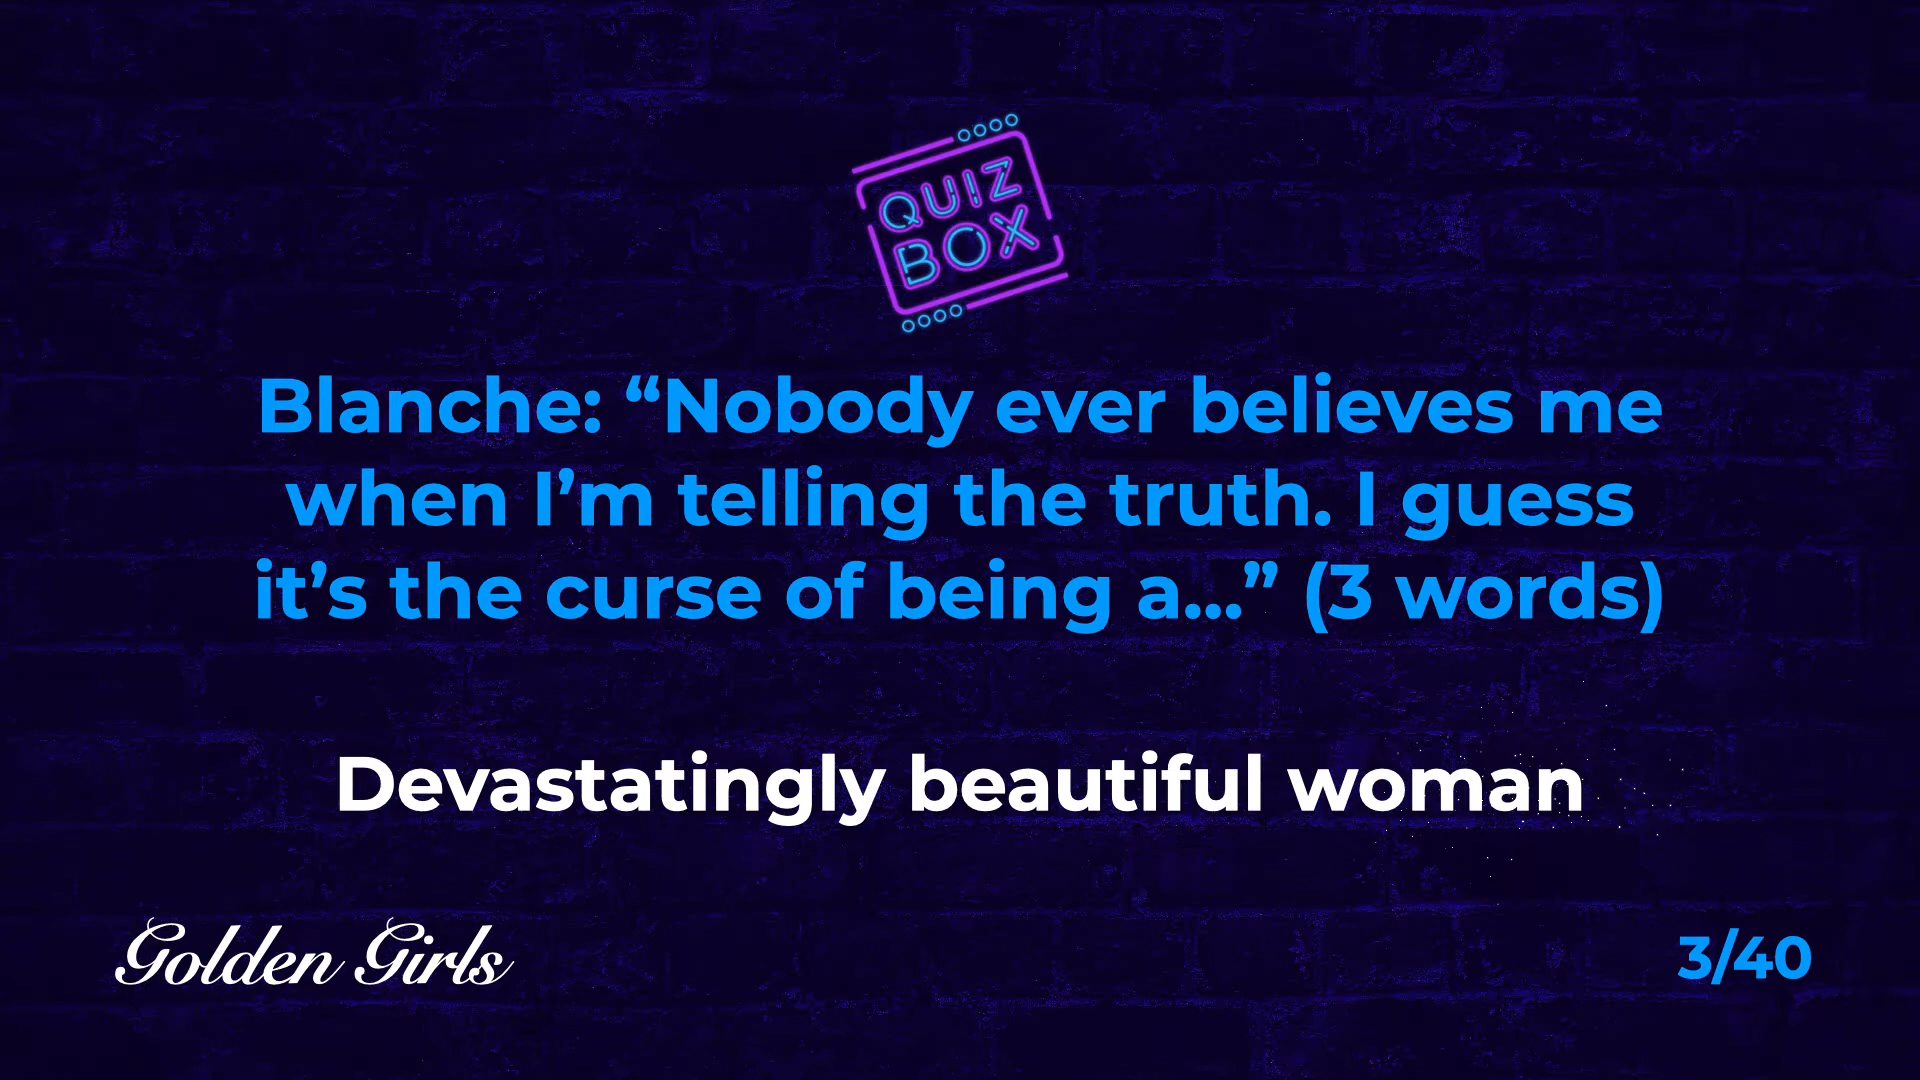 QUIZ
BOX
Blanche: “Nobody ever believes me
when I’m telling the truth. I guess
it’s the curse of being a...” (3 words)
Devastatingly beautiful woman
Golden Girls
3/40